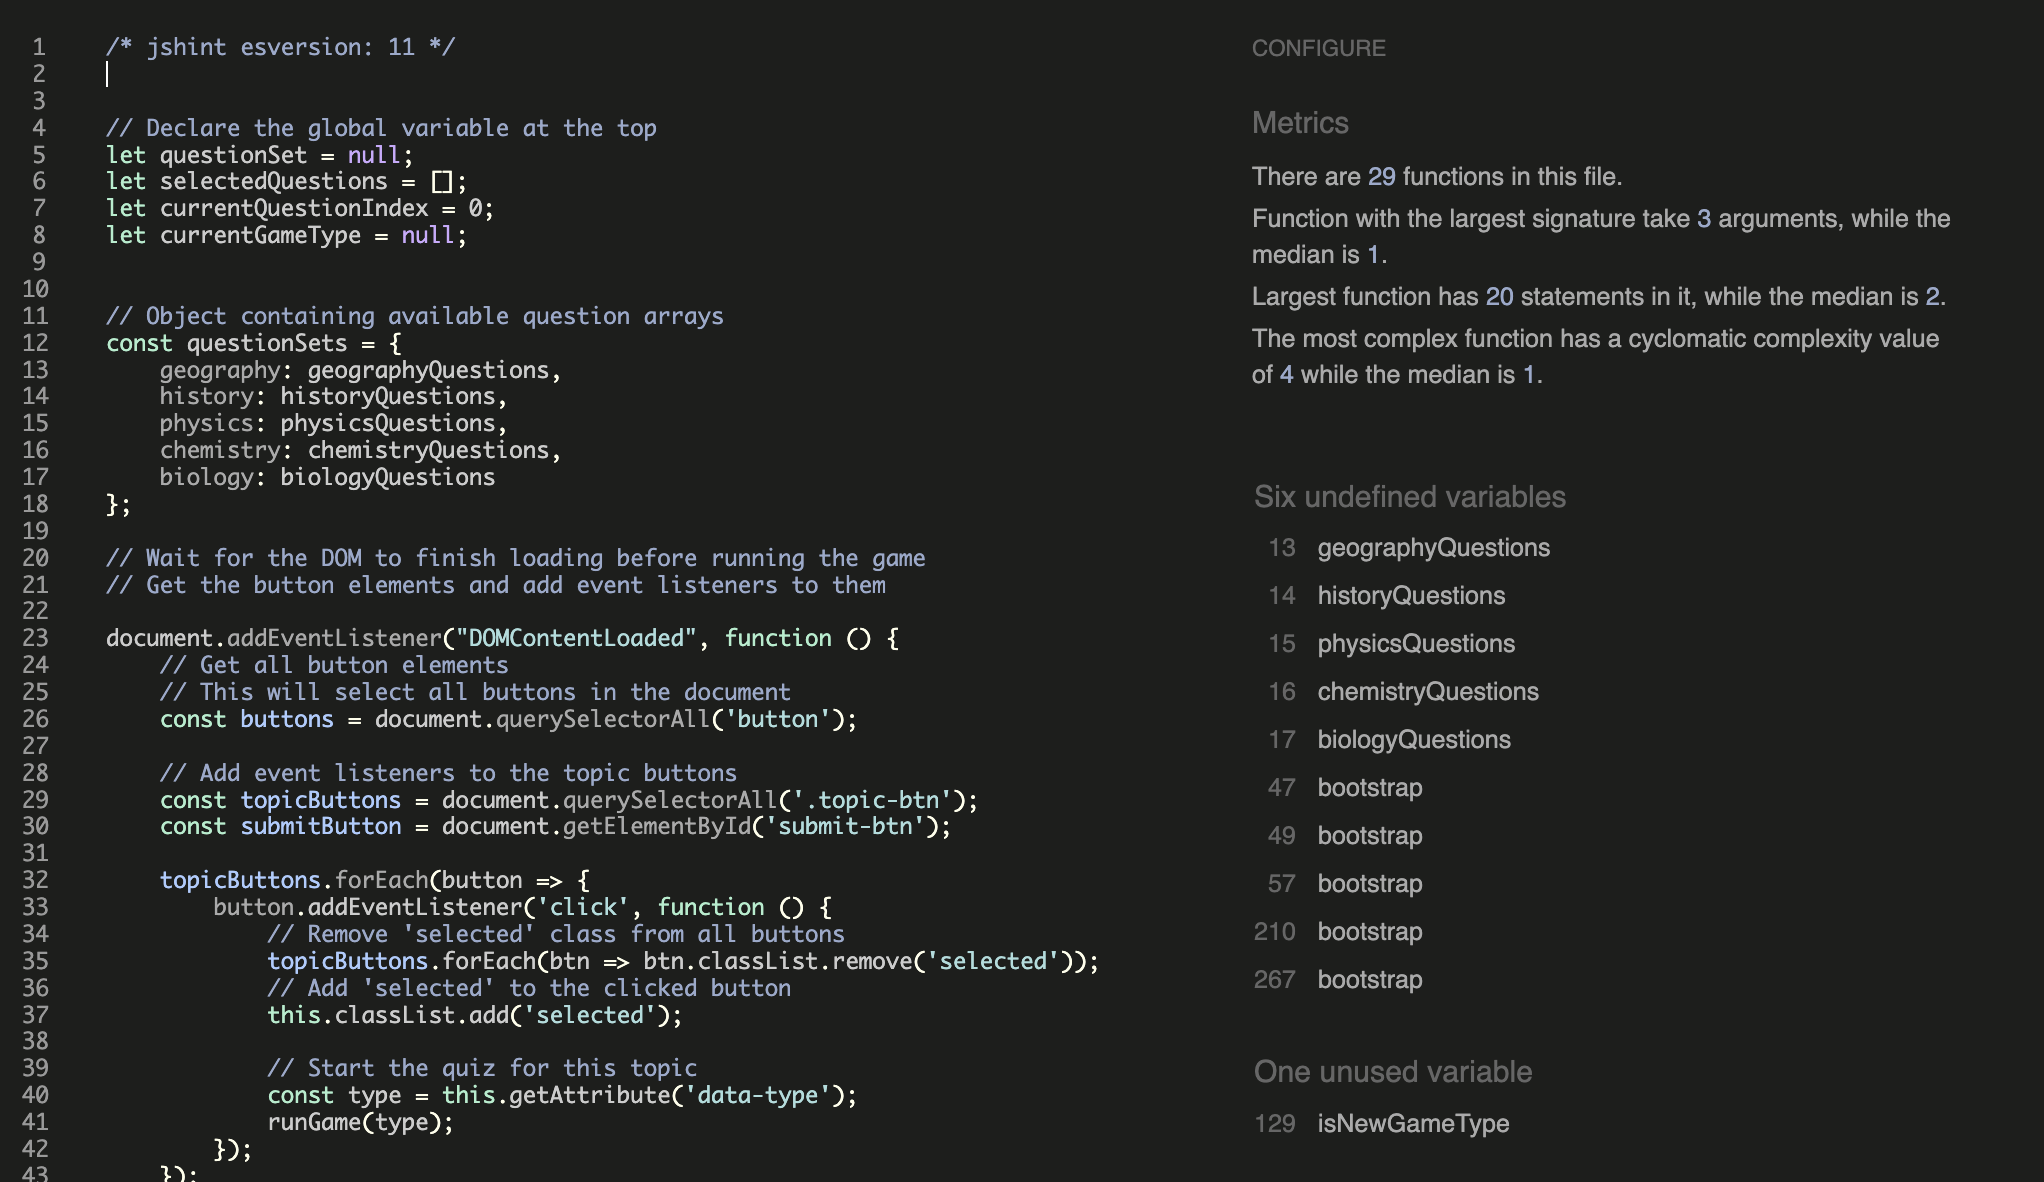 1 /* jshint esversion: 11 */
2
3
4 // Declare the global variable at the top
5 let questionSet = null;
6 let selectedQuestions = [];
7 let currentQuestionIndex = 0;
8 let currentGameType = null;
9
10
11 // Object containing available question arrays
12 const questionSets = {
13     geography: geographyQuestions,
14     history: historyQuestions,
15     physics: physicsQuestions,
16     chemistry: chemistryQuestions,
17     biology: biologyQuestions
18 };
19
20 // Wait for the DOM to finish loading before running the game
21 // Get the button elements and add event listeners to them
22
23 document.addEventListener("DOMContentLoaded", function () {
24     // Get all button elements
25     // This will select all buttons in the document
26     const buttons = document.querySelectorAll('button');
27
28     // Add event listeners to the topic buttons
29     const topicButtons = document.querySelectorAll('.topic-btn');
30     const submitButton = document.getElementById('submit-btn');
31
32     topicButtons.forEach(button => {
33         button.addEventListener('click', function () {
34             // Remove 'selected' class from all buttons
35             topicButtons.forEach(btn => btn.classList.remove('selected'));
36             // Add 'selected' to the clicked button
37             this.classList.add('selected');
38
39             // Start the quiz for this topic
40             const type = this.getAttribute('data-type');
41             runGame(type);
42         });
43     });
CONFIGURE
Metrics
There are 29 functions in this file.
Function with the largest signature take 3 arguments, while the
median is 1.
Largest function has 20 statements in it, while the median is 2.
The most complex function has a cyclomatic complexity value
of 4 while the median is 1.
Six undefined variables
13 geographyQuestions
14 historyQuestions
15 physicsQuestions
16 chemistryQuestions
17 biologyQuestions
47 bootstrap
49 bootstrap
57 bootstrap
210 bootstrap
267 bootstrap
One unused variable
129 isNewGameType